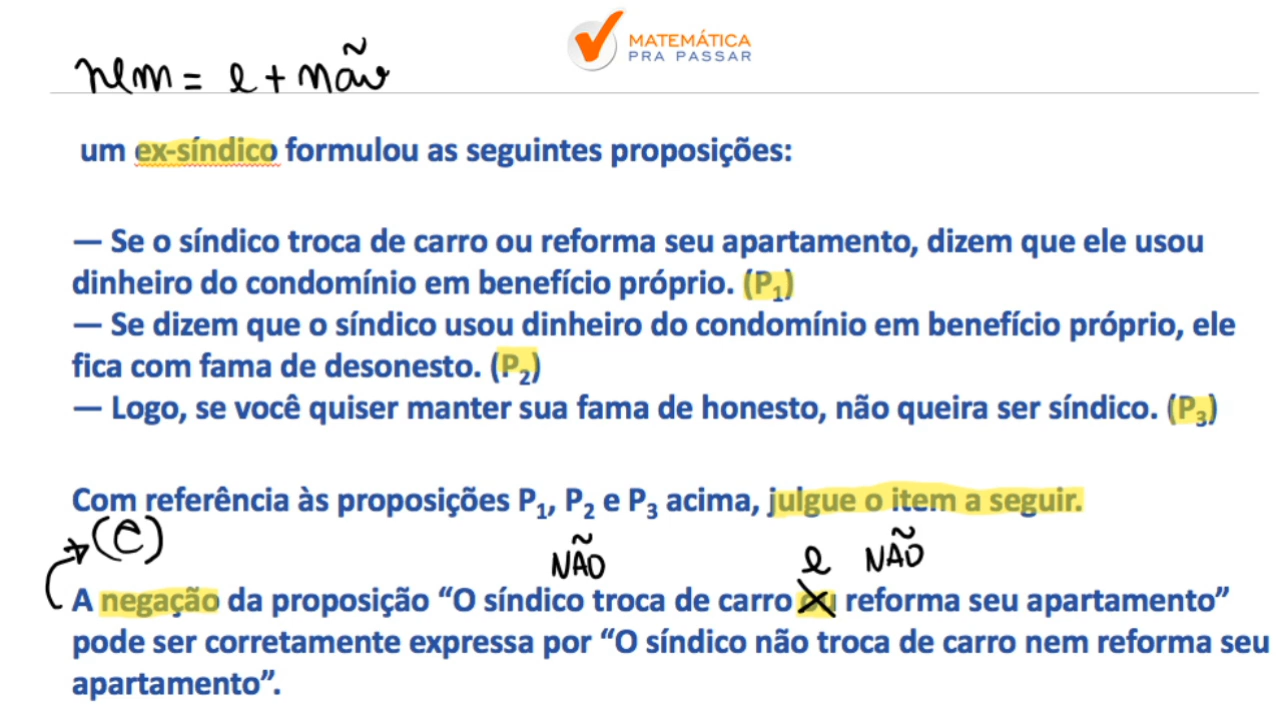 MATEMÁTICA
PRA PASSAR
nem = e + não
um ex-síndico formulou as seguintes proposições:
— Se o síndico troca de carro ou reforma seu apartamento, dizem que ele usou
dinheiro do condomínio em benefício próprio. (P₁)
— Se dizem que o síndico usou dinheiro do condomínio em benefício próprio, ele
fica com fama de desonesto. (P₂)
— Logo, se você quiser manter sua fama de honesto, não queira ser síndico. (P₃)
Com referência às proposições P₁, P₂ e P₃ acima, julgue o item a seguir.
(C)
NÃO e NÃO
A negação da proposição “O síndico troca de carro ou reforma seu apartamento”
pode ser corretamente expressa por “O síndico não troca de carro nem reforma seu
apartamento”.